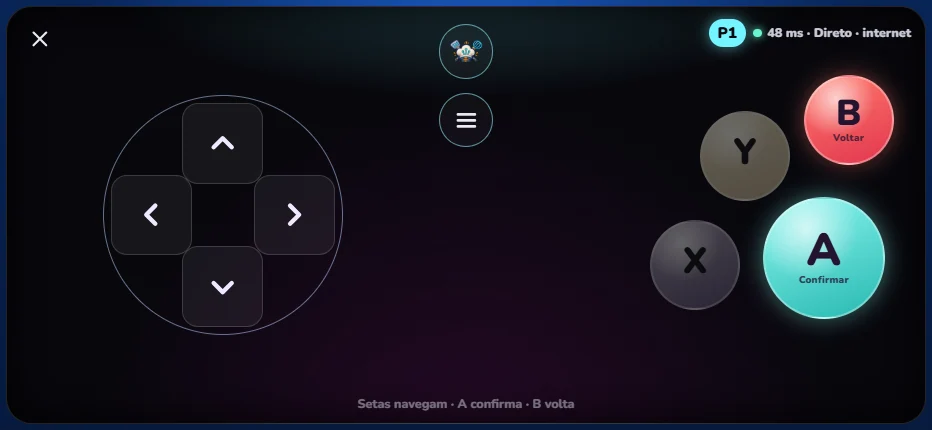 P1 48 ms · Direto · internet
B
Voltar
Y
A
Confirmar
X
Setas navegam · A confirma · B volta